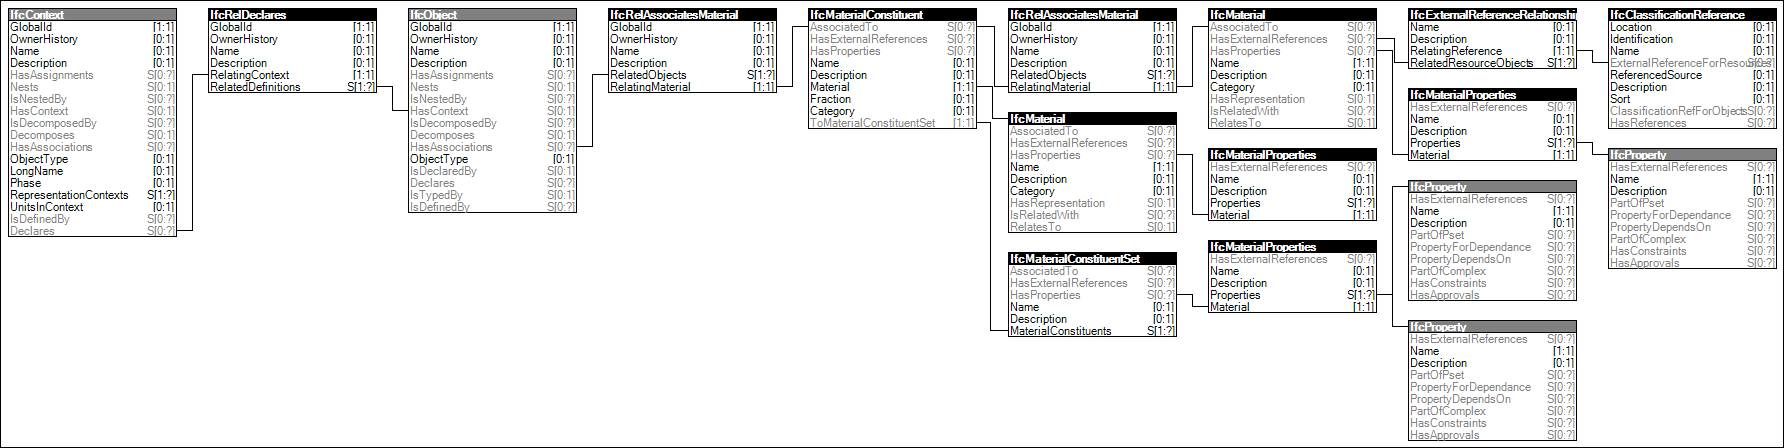 IfcContext
GlobalId [1:1]
OwnerHistory [0:1]
Name [0:1]
Description [0:1]
HasAssignments S[0:?]
Nests S[0:1]
IsNestedBy S[0:?]
HasContext S[0:1]
IsDecomposedBy S[0:?]
Decomposes S[0:1]
HasAssociations S[0:?]
ObjectType [0:1]
LongName [0:1]
Phase [0:1]
RepresentationContexts S[1:?]
UnitsInContext [0:1]
IsDefinedBy S[0:?]
Declares S[0:?]
IfcRelDeclares
GlobalId [1:1]
OwnerHistory [0:1]
Name [0:1]
Description [0:1]
RelatingContext [1:1]
RelatedDefinitions S[1:?]
IfcObject
GlobalId [1:1]
OwnerHistory [0:1]
Name [0:1]
Description [0:1]
HasAssignments S[0:?]
Nests S[0:1]
IsNestedBy S[0:?]
HasContext S[0:1]
IsDecomposedBy S[0:?]
Decomposes S[0:1]
HasAssociations S[0:?]
ObjectType [0:1]
IsDeclaredBy S[0:1]
Declares S[0:?]
IsTypedBy S[0:1]
IsDefinedBy S[0:?]
IfcRelAssociatesMaterial
GlobalId [1:1]
OwnerHistory [0:1]
Name [0:1]
Description [0:1]
RelatedObjects S[1:?]
RelatingMaterial [1:1]
IfcMaterialConstituent
AssociatedTo S[0:?]
HasExternalReferences S[0:?]
HasProperties S[0:?]
Name [0:1]
Description [0:1]
Material [1:1]
Fraction [0:1]
Category [0:1]
ToMaterialConstituentSet [1:1]
IfcRelAssociatesMaterial
GlobalId [1:1]
OwnerHistory [0:1]
Name [0:1]
Description [0:1]
RelatedObjects S[1:?]
RelatingMaterial [1:1]
IfcMaterial
AssociatedTo S[0:?]
HasExternalReferences S[0:?]
HasProperties S[0:?]
Name [1:1]
Description [0:1]
Category [0:1]
HasRepresentation S[0:1]
IsRelatedWith S[0:?]
RelatesTo S[0:1]
IfcMaterialConstituentSet
AssociatedTo S[0:?]
HasExternalReferences S[0:?]
HasProperties S[0:?]
Name [0:1]
Description [0:1]
MaterialConstituents S[1:?]
IfcMaterial
AssociatedTo S[0:?]
HasExternalReferences S[0:?]
HasProperties S[0:?]
Name [1:1]
Description [0:1]
Category [0:1]
HasRepresentation S[0:1]
IsRelatedWith S[0:?]
RelatesTo S[0:1]
IfcMaterialProperties
HasExternalReferences S[0:?]
Name [0:1]
Description [0:1]
Properties S[1:?]
Material [1:1]
IfcMaterialProperties
HasExternalReferences S[0:?]
Name [0:1]
Description [0:1]
Properties S[1:?]
Material [1:1]
IfcExternalReferenceRelationship
Name [0:1]
Description [0:1]
RelatingReference [1:1]
RelatedResourceObjects S[1:?]
IfcMaterialProperties
HasExternalReferences S[0:?]
Name [0:1]
Description [0:1]
Properties S[1:?]
Material [1:1]
IfcProperty
HasExternalReferences S[0:?]
Name [1:1]
Description [0:1]
PartOfPset S[0:?]
PropertyForDependance S[0:?]
PropertyDependsOn S[0:?]
PartOfComplex S[0:?]
HasConstraints S[0:?]
HasApprovals S[0:?]
IfcProperty
HasExternalReferences S[0:?]
Name [1:1]
Description [0:1]
PartOfPset S[0:?]
PropertyForDependance S[0:?]
PropertyDependsOn S[0:?]
PartOfComplex S[0:?]
HasConstraints S[0:?]
HasApprovals S[0:?]
IfcClassificationReference
Location [0:1]
Identification [0:1]
Name [0:1]
ExternalReferenceForResources S[0:?]
ReferencedSource [0:1]
Description [0:1]
Sort [0:1]
ClassificationRefForObjects S[0:?]
HasReferences S[0:?]
IfcProperty
HasExternalReferences S[0:?]
Name [1:1]
Description [0:1]
PartOfPset S[0:?]
PropertyForDependance S[0:?]
PropertyDependsOn S[0:?]
PartOfComplex S[0:?]
HasConstraints S[0:?]
HasApprovals S[0:?]